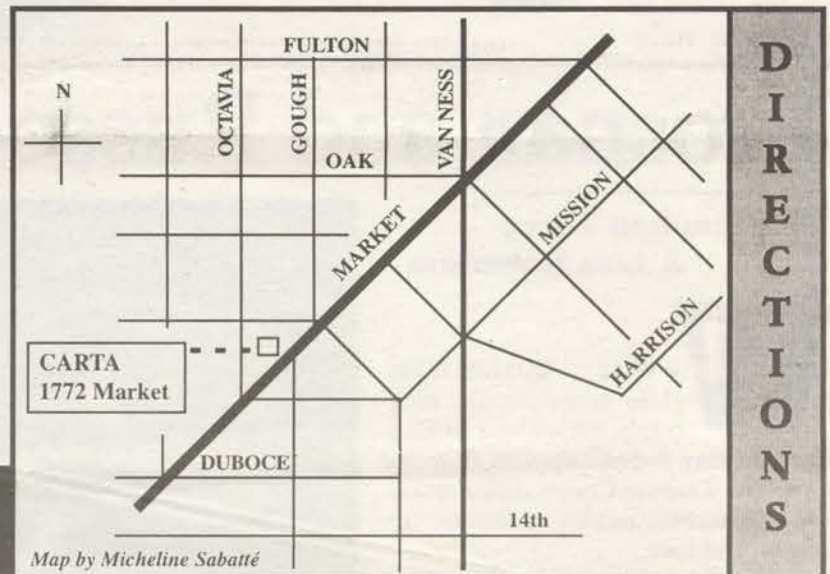 FULTON
N
OCTAVIA
GOUGH
VAN NESS
OAK
MISSION
MARKET
HARRISON
CARTA
1772 Market
DUBOCE
14th
Map by Micheline Sabatté
DIRECTIONS